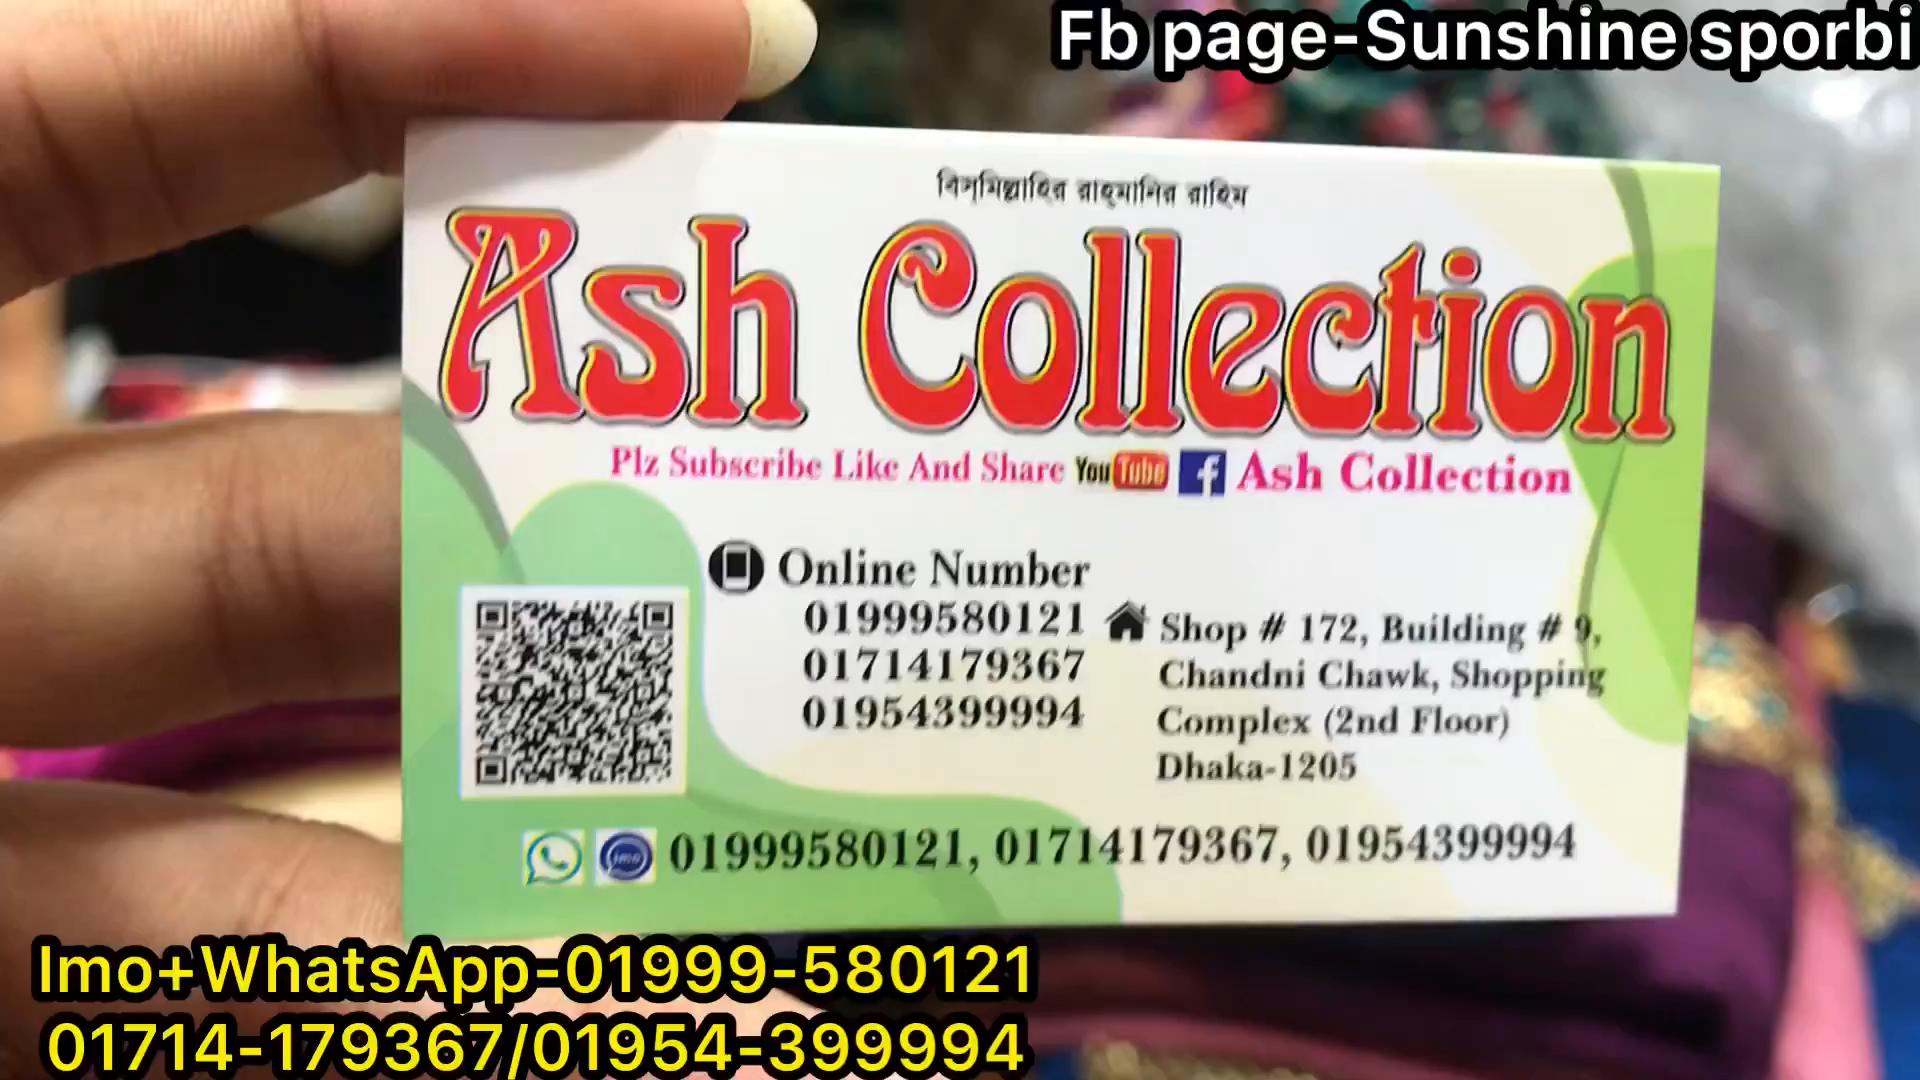 Fb page-Sunshine sporbi
বিস্‌মিল্লাহির রাহ্‌মানির রাহিম
Ash Collection
Plz Subscribe Like And Share YouTube f Ash Collection
Online Number
01999580121
01714179367
01954399994
Shop # 172, Building # 9,
Chandni Chawk, Shopping
Complex (2nd Floor)
Dhaka-1205
imo 01999580121, 01714179367, 01954399994
Imo+WhatsApp-01999-580121
01714-179367/01954-399994